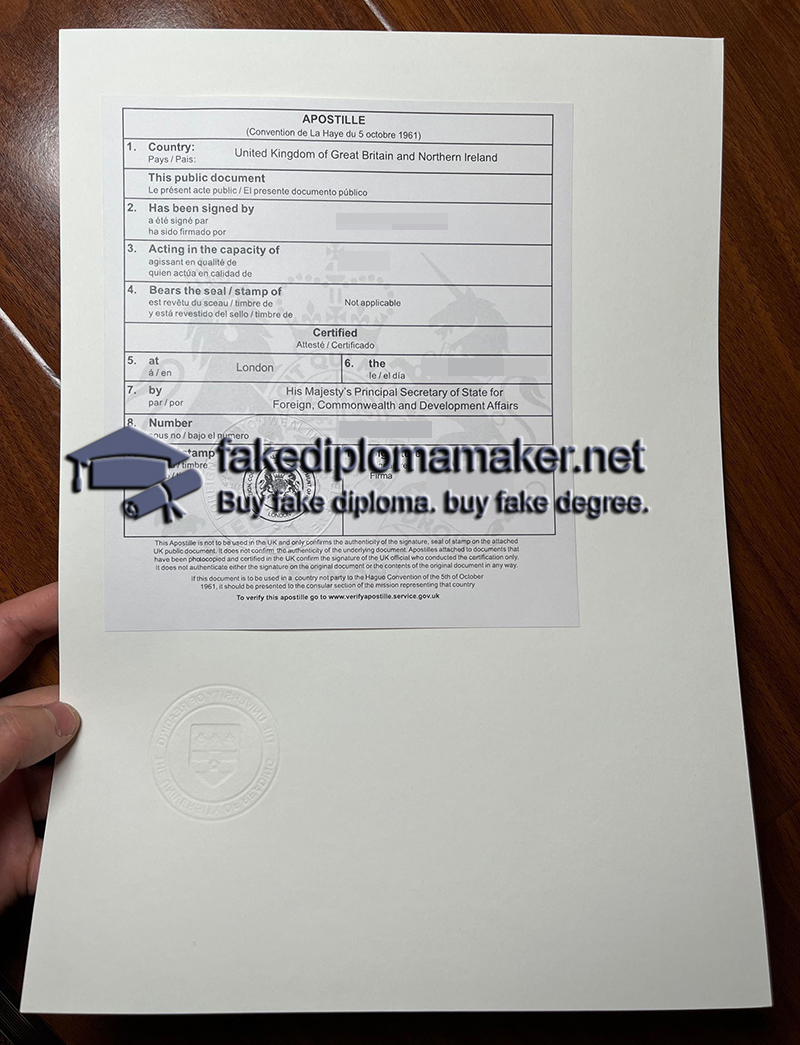 APOSTILLE
(Convention de La Haye du 5 octobre 1961)
1. Country:
Pays / Pais:
United Kingdom of Great Britain and Northern Ireland
This public document
Le présent acte public / El presente documento público
2. Has been signed by
a été signé par
ha sido firmado por
3. Acting in the capacity of
agissant en qualité de
quien actúa en calidad de
4. Bears the seal / stamp of
est revêtu du sceau / timbre de
y está revestido del sello / timbre de
Not applicable
Certified
Attesté / Certificado
5. at
á / en
London
6. the
le / el día
7. by
par / por
His Majesty's Principal Secretary of State for
Foreign, Commonwealth and Development Affairs
8. Number
sous no / bajo el número
stamp
timbre
Firma
LONDON
fakediplomamaker.net
Buy fake diploma. buy fake degree.
This Apostille is not to be used in the UK and only confirms the authenticity of the signature, seal of stamp on the attached
UK public document. It does not confirm the authenticity of the underlying document. Apostilles attached to documents that
have been photocopied and certified in the UK confirm the signature of the UK official who conducted the certification only.
It does not authenticate either the signature on the original document or the contents of the original document in any way.
If this document is to be used in a country not party to the Hague Convention of the 5th of October
1961, it should be presented to the consular section of the mission representing that country
To verify this apostille go to www.verifyapostille.service.gov.uk